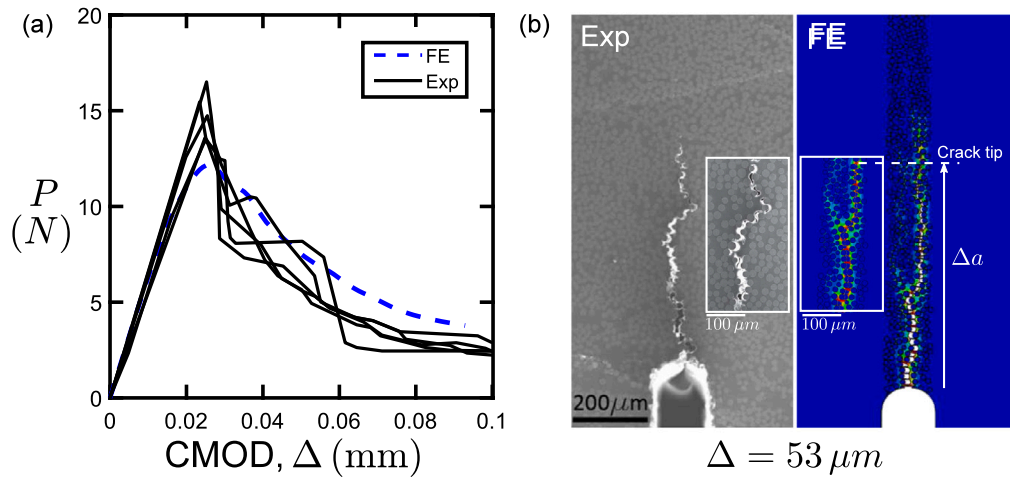 (a)
20
15
10
5
0
P
(N)
0
0.02
0.04
0.06
0.08
0.1
CMOD, Δ (mm)
FE
Exp
(b)
Exp
FE
Crack tip
Δa
100 μm
100 μm
200μm
Δ = 53 μm